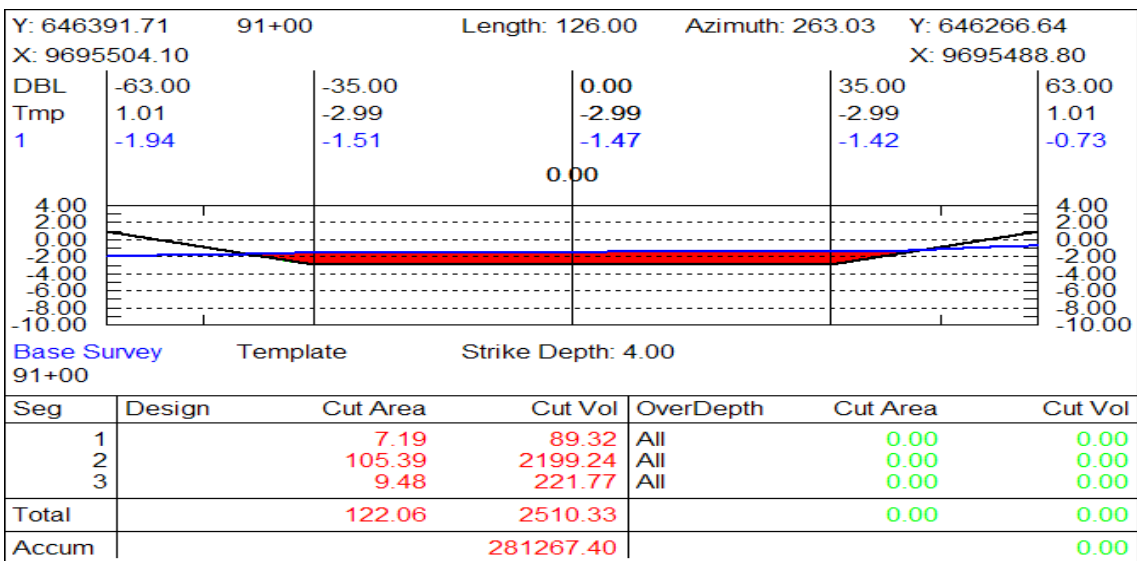 Y: 646391.71 91+00 Length: 126.00 Azimuth: 263.03 Y: 646266.64
X: 9695504.10 X: 9695488.80
DBL -63.00 -35.00 0.00 35.00 63.00
Tmp 1.01 -2.99 -2.99 -2.99 1.01
1 -1.94 -1.51 -1.47 -1.42 -0.73
0.00
4.00 4.00
2.00 2.00
0.00 0.00
-2.00 -2.00
-4.00 -4.00
-6.00 -6.00
-8.00 -8.00
-10.00 -10.00
Base Survey Template Strike Depth: 4.00
91+00
Seg Design Cut Area Cut Vol OverDepth Cut Area Cut Vol
1 7.19 89.32 All 0.00 0.00
2 105.39 2199.24 All 0.00 0.00
3 9.48 221.77 All 0.00 0.00
Total 122.06 2510.33 0.00 0.00
Accum 281267.40 0.00